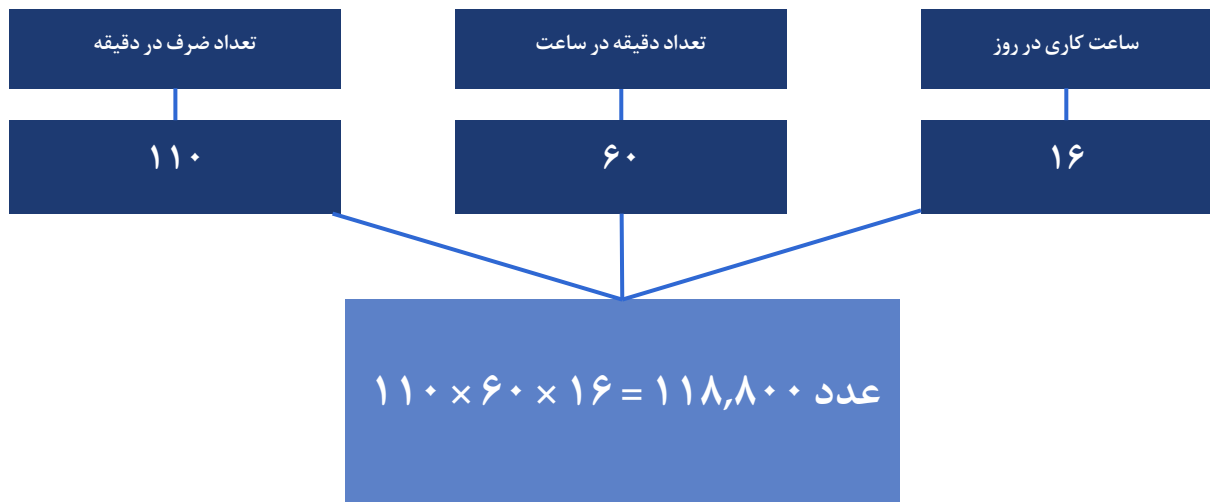 ساعت کاری در روز
تعداد دقیقه در ساعت
تعداد ضرف در دقیقه
۱۶
۶۰
۱۱۰
۱۱۰ × ۶۰ × ۱۶ = ۱۱۸,۸۰۰ عدد